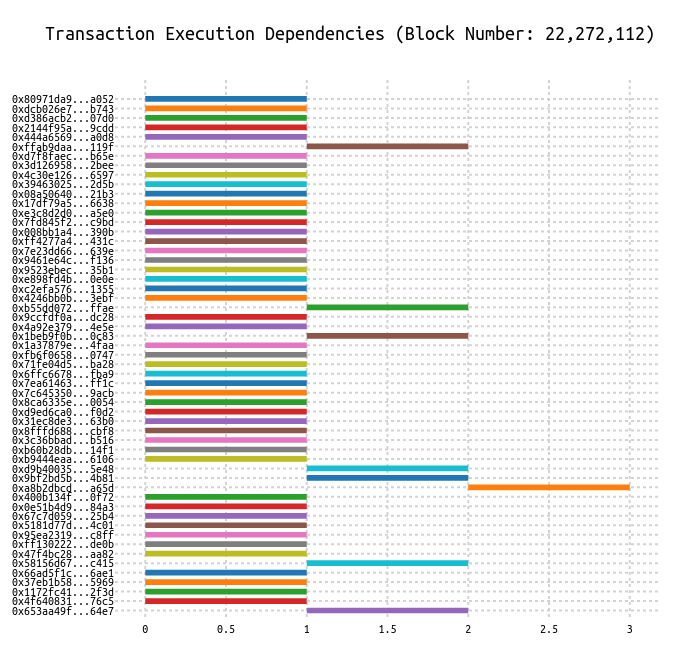 Transaction Execution Dependencies (Block Number: 22,272,112)
0x80971da9...a052
0xdcb026e7...b743
0xd386acb2...07d0
0x2144f95a...9cdd
0x444a6569...a0d8
0xffab9daa...119f
0xd7f8faec...b65e
0x3d126958...2bee
0x4c30e126...6597
0x39463025...2d5b
0x08a50640...21b3
0x17df79a5...6638
0xe3c8d2d0...a5e0
0x7fd845f2...c9bd
0x008bb1a4...390b
0xff4277a4...431c
0x7e23dd66...639e
0x9461e64c...f136
0x9523ebec...35b1
0xe898fd4b...0e0e
0xc2efa576...1355
0x4246bb0b...3ebf
0xb55dd072...ffae
0x9ccfdf0a...dc28
0x4a92e379...4e5e
0x1beb9f0b...0c83
0x1a37879e...4faa
0xfb6f0658...0747
0x71fe04d5...ba28
0x6ffc6678...fba9
0x7ea61463...ff1c
0x7c645350...9acb
0x8ca6335e...0054
0xd9ed6ca0...f0d2
0x31ec8de3...63b0
0x8fffd688...cbf8
0x3c36bbad...b516
0xb60b28db...14f1
0xb9444eaa...6106
0xd9b40035...5e48
0x9bf2bd5b...4b81
0xa8b2dbcd...a65d
0x400b134f...0f72
0x0e51b4d9...84a3
0x67c7d059...25b4
0x5181d77d...4c01
0x95ea2319...c8ff
0xff130222...de0b
0x47f4bc28...aa82
0x58156d67...c415
0x66ad5f1c...6ae1
0x37eb1b58...5969
0x1172fc41...2f3d
0x4f640831...76c5
0x653aa49f...64e7
0 0.5 1 1.5 2 2.5 3